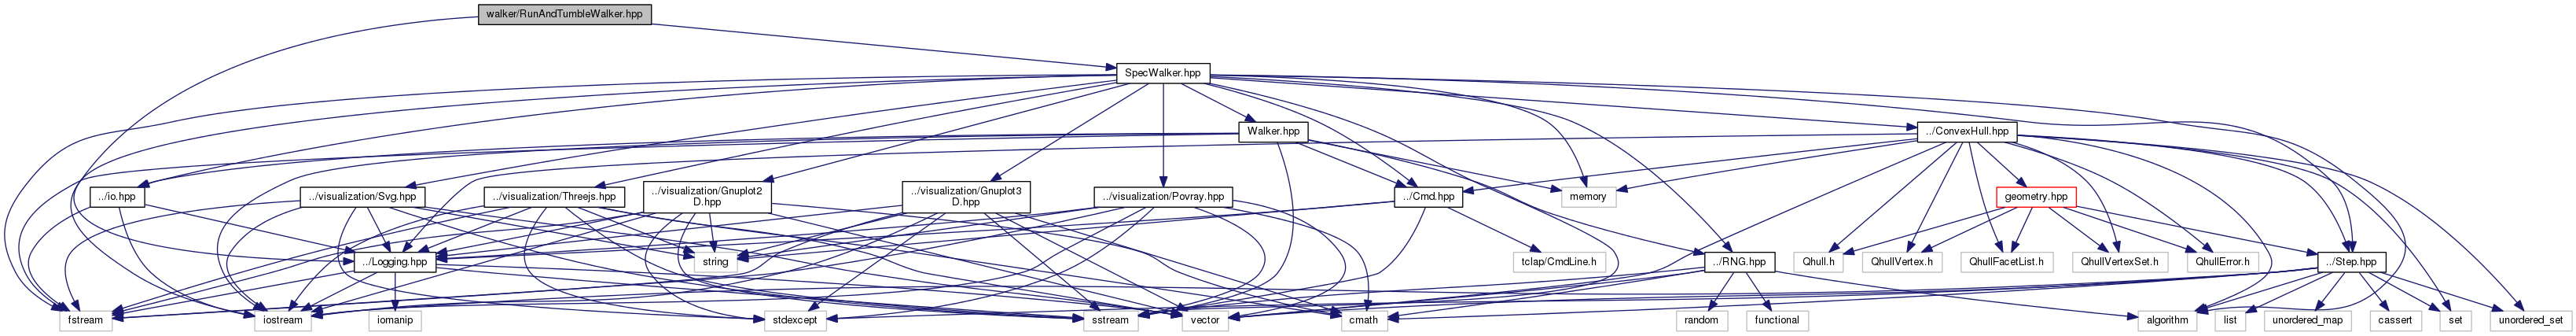 walker/RunAndTumbleWalker.hpp
SpecWalker.hpp
Walker.hpp
../ConvexHull.hpp
../io.hpp
../visualization/Svg.hpp
../visualization/Threejs.hpp
../visualization/Gnuplot2
D.hpp
../visualization/Gnuplot3
D.hpp
../visualization/Povray.hpp
../Cmd.hpp
memory
geometry.hpp
../Logging.hpp
string
tclap/CmdLine.h
../RNG.hpp
Qhull.h
QhullVertex.h
QhullFacetList.h
QhullVertexSet.h
QhullError.h
../Step.hpp
fstream
iostream
iomanip
stdexcept
sstream
vector
cmath
random
functional
algorithm
list
unordered_map
cassert
set
unordered_set